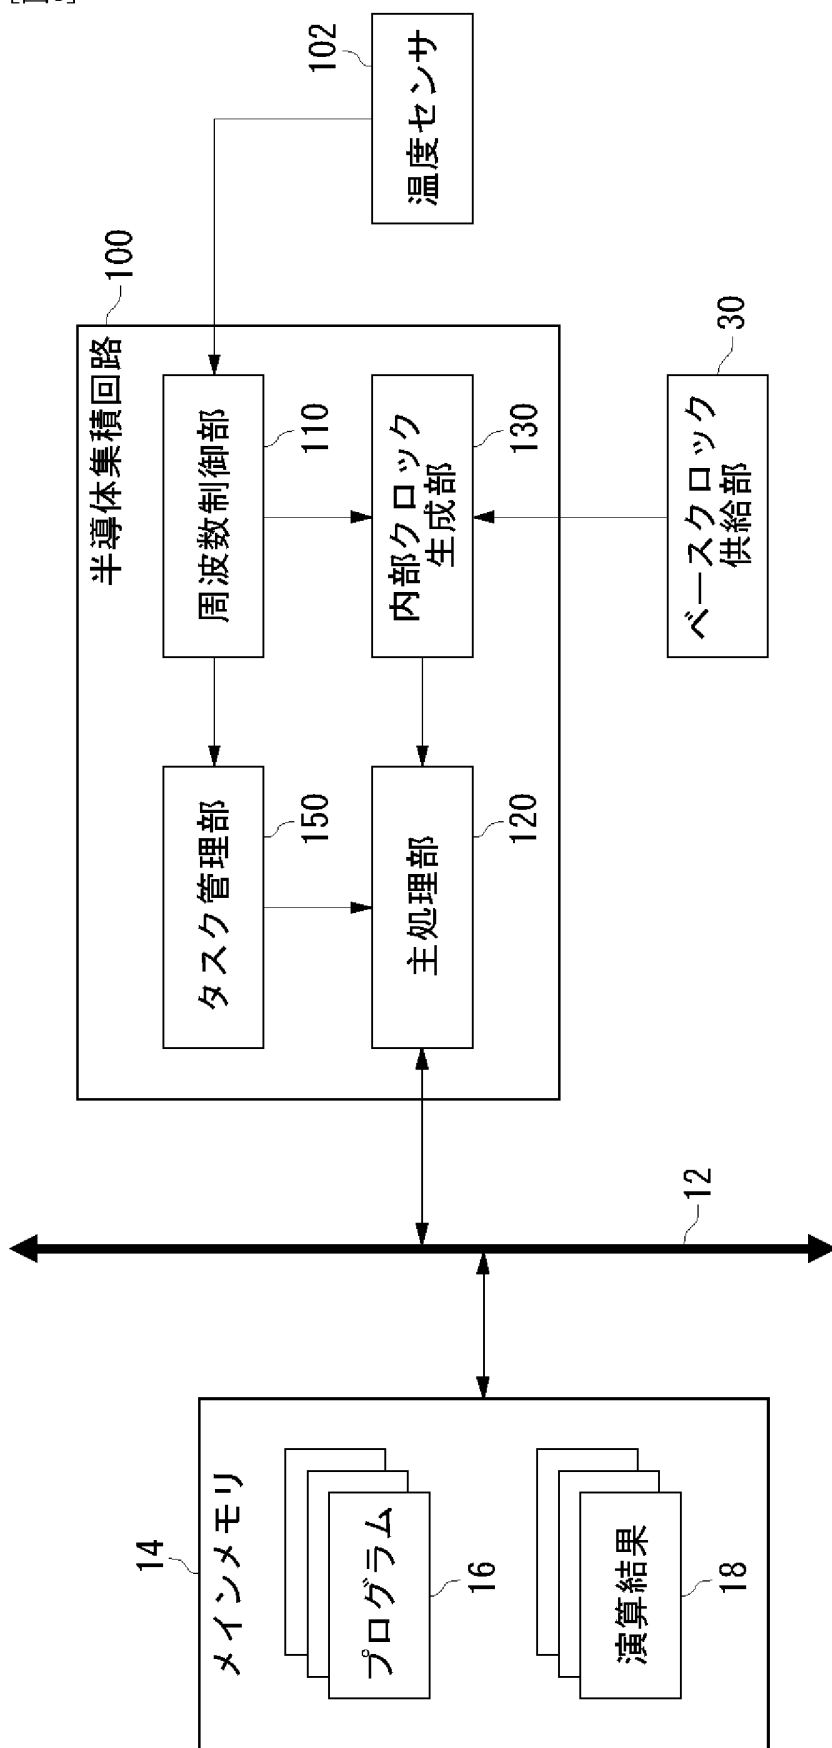 14
メインメモリ
プログラム
16
演算結果
18
12
半導体集積回路
100
タスク管理部
150
周波数制御部
110
主処理部
120
内部クロック
生成部
130
102
温度センサ
ベースクロック
供給部
30